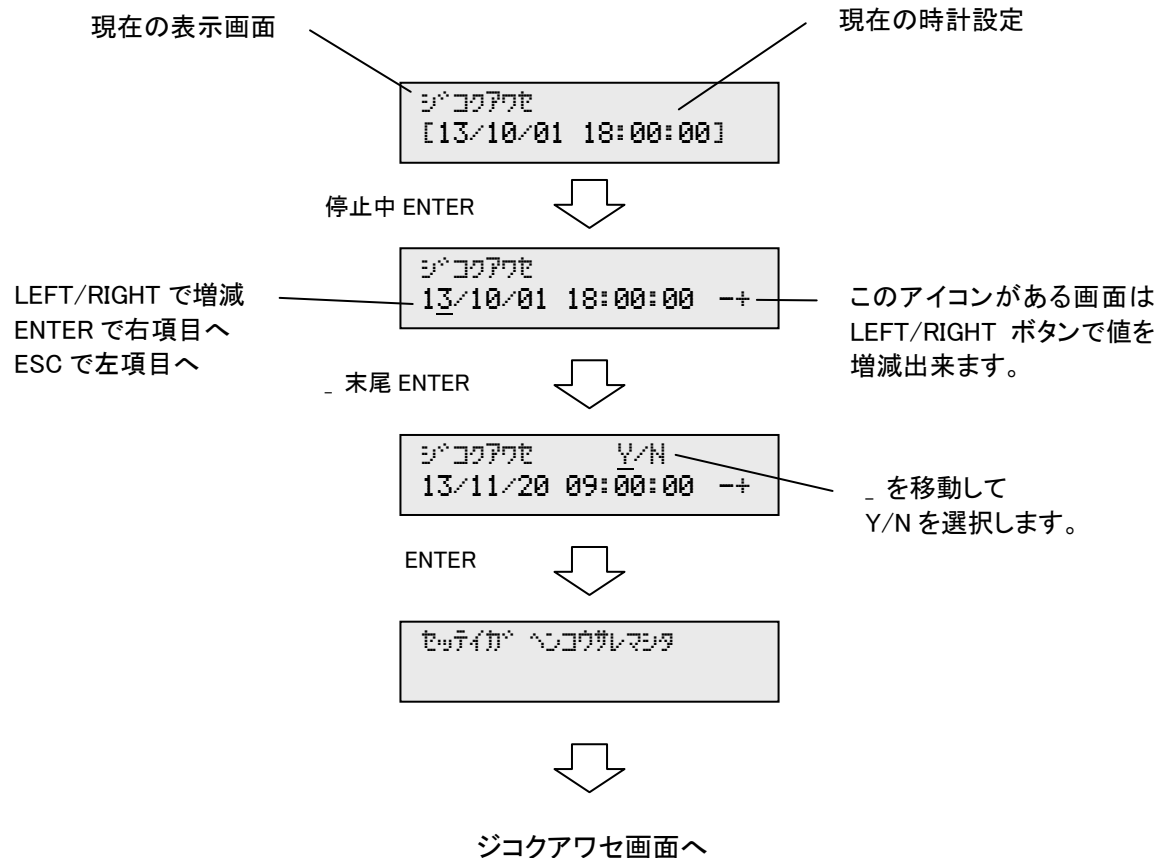 現在の表示画面
現在の時計設定
ジコクアワセ
[13/10/01 18:00:00]
停止中 ENTER
ジコクアワセ
13/10/01 18:00:00 -+
LEFT/RIGHT で増減
ENTER で右項目へ
ESC で左項目へ
このアイコンがある画面は
LEFT/RIGHT ボタンで値を
増減出来ます。
_ 末尾 ENTER
ジコクアワセ Y/N
13/11/20 09:00:00 -+
_ を移動して
Y/N を選択します。
ENTER
セッテイガ ヘンコウサレマシタ
ジコクアワセ画面へ